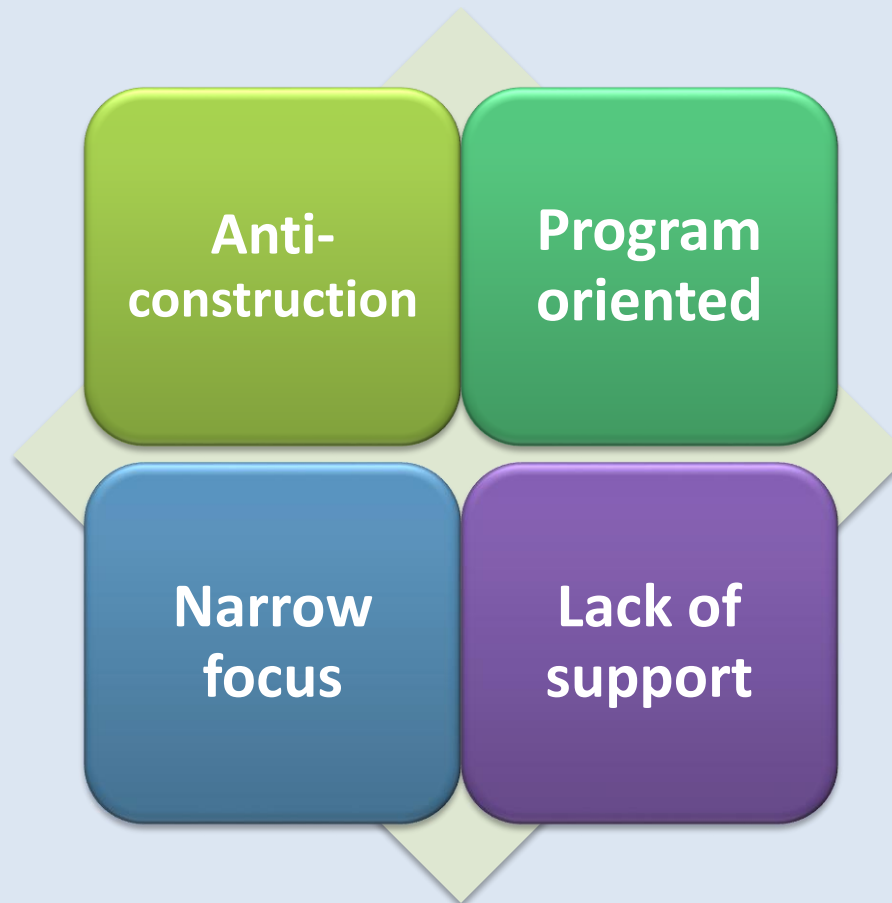 Anti-
construction
Program
oriented
Narrow
focus
Lack of
support